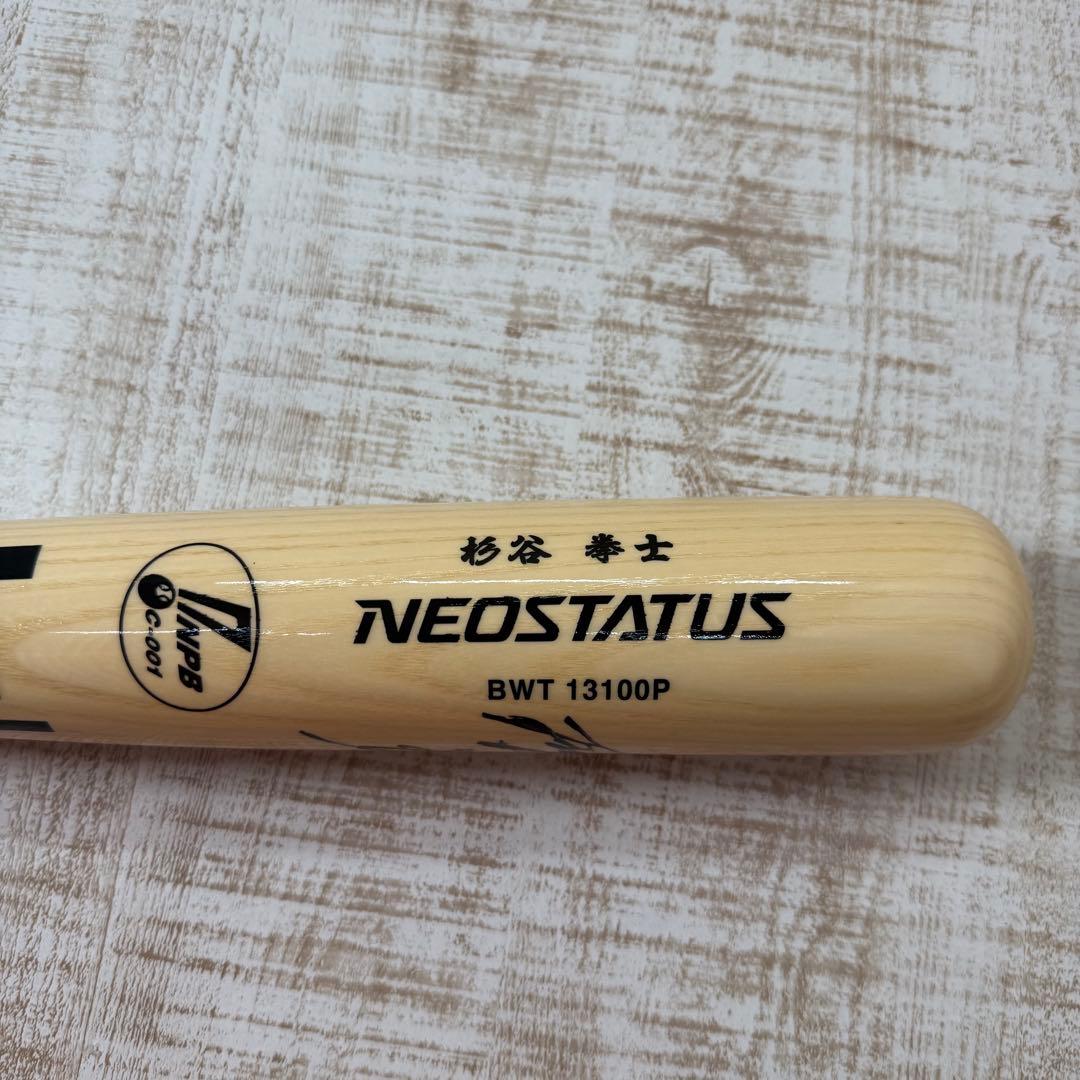 杉谷 拳士
NEOSTATUS
BWT 13100P
NPB
C-001